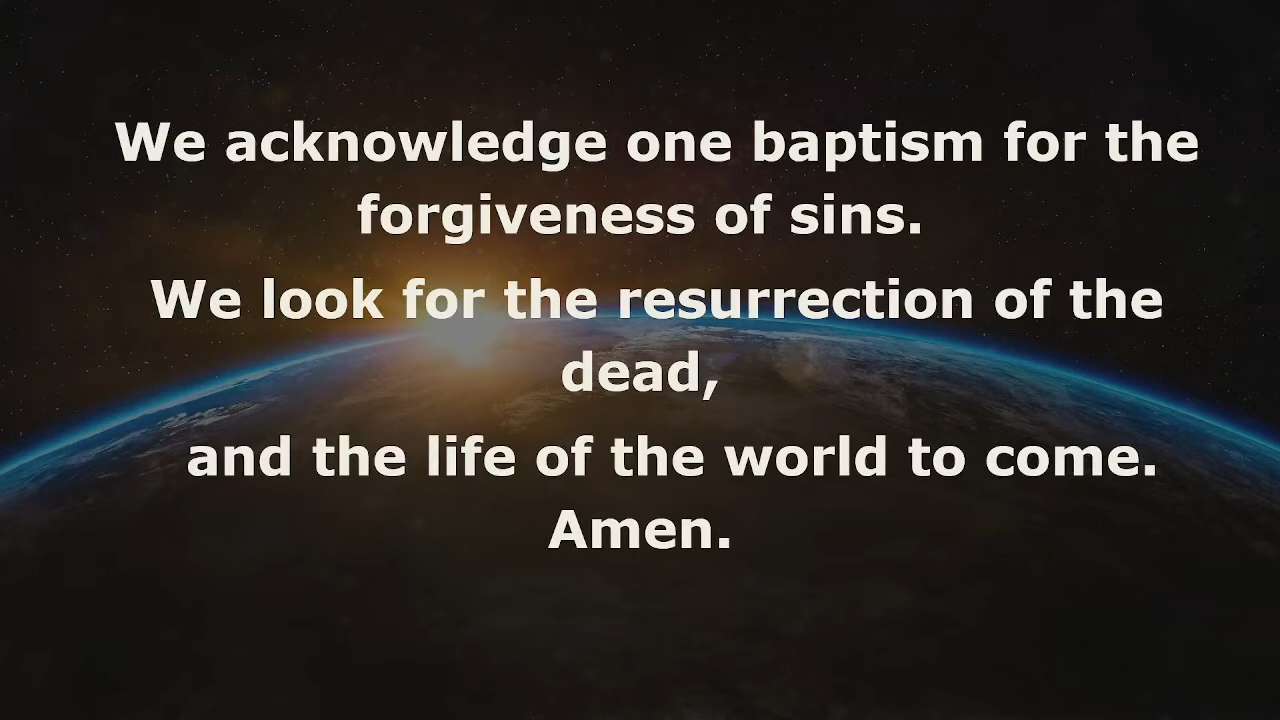 We acknowledge one baptism for the
forgiveness of sins.
We look for the resurrection of the
dead,
and the life of the world to come.
Amen.